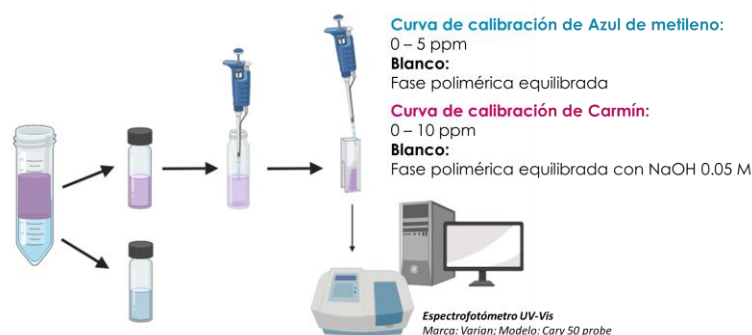 Curva de calibración de Azul de metileno:
0 – 5 ppm
Blanco:
Fase polimérica equilibrada
Curva de calibración de Carmín:
0 – 10 ppm
Blanco:
Fase polimérica equilibrada con NaOH 0.05 M
Espectrofotómetro UV-Vis
Marca: Varian; Modelo: Cary 50 probe